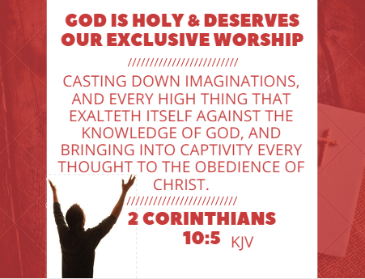 GOD IS HOLY & DESERVES
OUR EXCLUSIVE WORSHIP
/////////////////////////
CASTING DOWN IMAGINATIONS,
AND EVERY HIGH THING THAT
EXALTETH ITSELF AGAINST THE
KNOWLEDGE OF GOD, AND
BRINGING INTO CAPTIVITY EVERY
THOUGHT TO THE OBEDIENCE OF
CHRIST.
/////////////////////////
2 CORINTHIANS
10:5 KJV